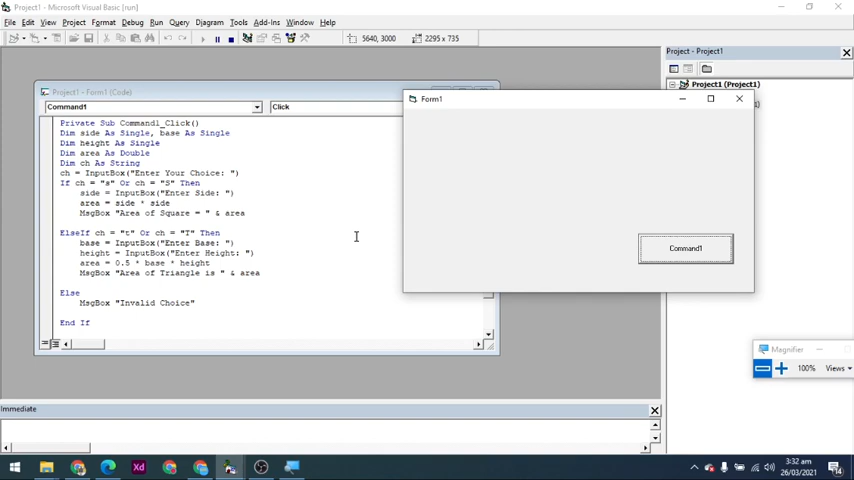 Project1 - Microsoft Visual Basic [run]
File Edit View Project Format Debug Run Query Diagram Tools Add-Ins Window Help
5640, 3000 2295 x 735
Project - Project1
Project1 (Project1)
Project1 - Form1 (Code)
Command1 Click
Private Sub Command1_Click()
Dim side As Single, base As Single
Dim height As Single
Dim area As Double
Dim ch As String
ch = InputBox("Enter Your Choice: ")
If ch = "s" Or ch = "S" Then
side = InputBox("Enter Side: ")
area = side * side
MsgBox "Area of Square = " & area
ElseIf ch = "t" Or ch = "T" Then
base = InputBox("Enter Base: ")
height = InputBox("Enter Height: ")
area = 0.5 * base * height
MsgBox "Area of Triangle is " & area
Else
MsgBox "Invalid Choice"
End If
Form1
Command1
Magnifier
100% Views
Immediate
Xd
3:32 am
26/03/2021
14